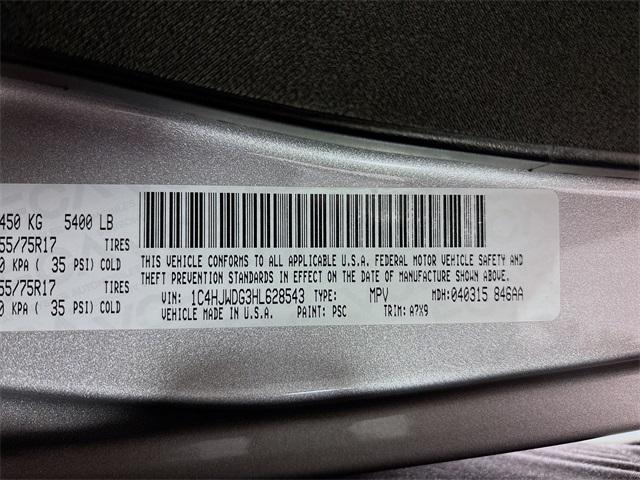 450 KG 5400 LB
55/75R17 TIRES
0 KPA ( 35 PSI) COLD
55/75R17 TIRES
0 KPA ( 35 PSI) COLD
THIS VEHICLE CONFORMS TO ALL APPLICABLE U.S.A. FEDERAL MOTOR VEHICLE SAFETY AND
THEFT PREVENTION STANDARDS IN EFFECT ON THE DATE OF MANUFACTURE SHOWN ABOVE.
VIN: 1C4HJWDG3HL628543 TYPE: MPV MDH: 040315 846AA
VEHICLE MADE IN U.S.A. PAINT: PSC TRIM: A7X9